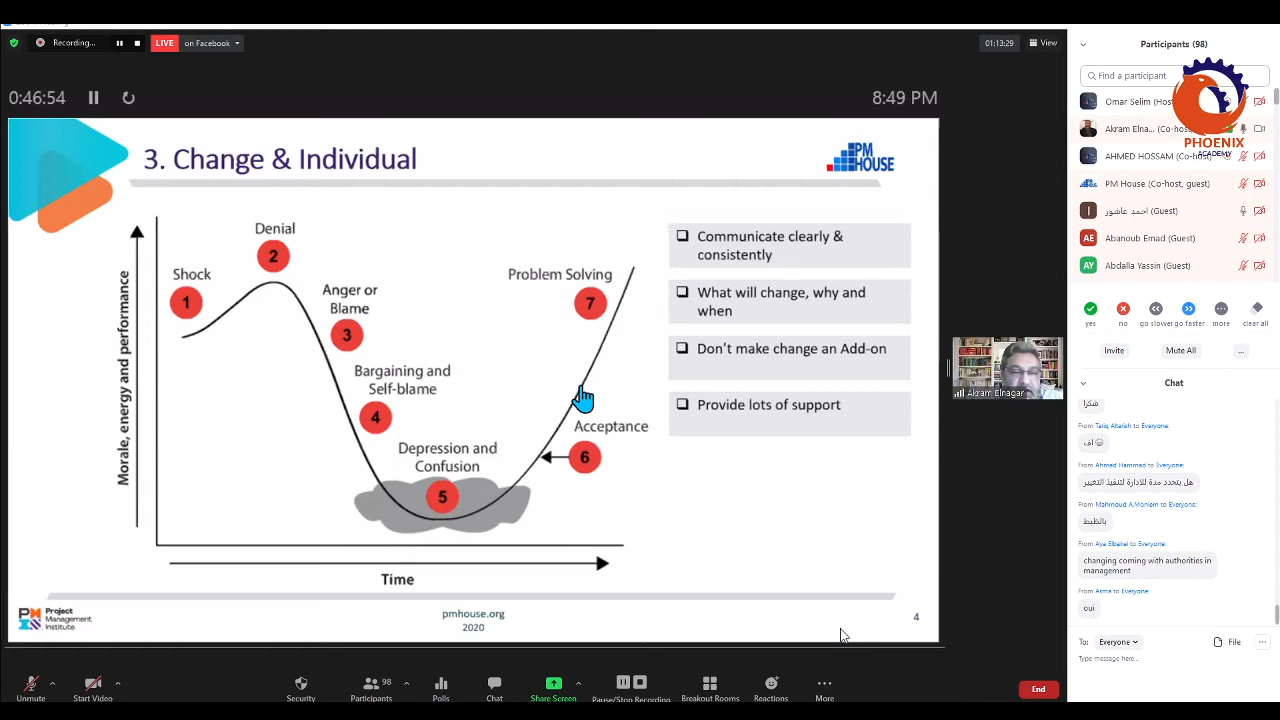 Recording...
LIVE
on Facebook
01:13:29
View
Participants (98)
0:46:54
8:49 PM
Find a participant
Omar Selim (Host
Akram Elna... (Co-host)
AHMED HOSSAM (Co-host)
PHOENIX
ACADEMY
PM House (Co-host, guest)
احمد عاشور (Guest)
AE
Abanoub Emad (Guest)
AY
Abdalla Yassin (Guest)
yes
no
go slower
go faster
more
clear all
Invite
Mute All
...
3. Change & Individual
PM
HOUSE
Morale, energy and performance
Shock
1
Denial
2
Anger or
Blame
3
Bargaining and
Self-blame
4
Depression and
Confusion
5
Acceptance
6
Problem Solving
7
Time
Communicate clearly &
consistently
What will change, why and
when
Don't make change an Add-on
Provide lots of support
Project
Management
Institute
pmhouse.org
2020
4
Akram Elnagar
Chat
شكرا
From Tariq Altarish to Everyone:
اف
From Ahmed Hammad to Everyone:
هل يتحدد مدة للادارة لتنفيذ التغيير
From Mahmoud A.Moniem to Everyone:
بالظبط
From Aya Elbakei to Everyone:
changing coming with authorities in
management
From Asma to Everyone:
oui
To:
Everyone
File
Type message here...
Unmute
Start Video
Security
Participants
98
Polls
Chat
Share Screen
Pause/Stop Recording
Breakout Rooms
Reactions
More
End